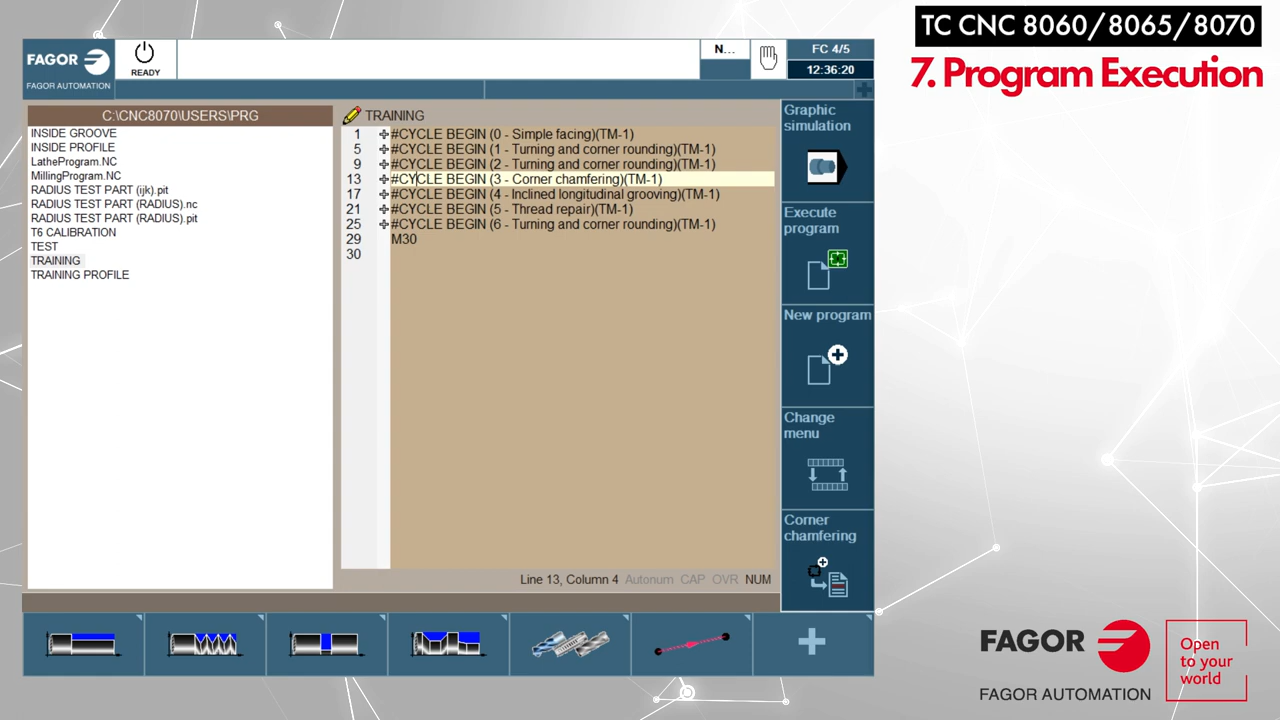 TC CNC 8060/8065/8070
7. Program Execution
FAGOR
FAGOR AUTOMATION
READY
N...
FC 4/5
12:36:20
C:\CNC8070\USERS\PRG
INSIDE GROOVE
INSIDE PROFILE
LatheProgram.NC
MillingProgram.NC
RADIUS TEST PART (ijk).pit
RADIUS TEST PART (RADIUS).nc
RADIUS TEST PART (RADIUS).pit
T6 CALIBRATION
TEST
TRAINING
TRAINING PROFILE
TRAINING
1 #CYCLE BEGIN (0 - Simple facing)(TM-1)
5 #CYCLE BEGIN (1 - Turning and corner rounding)(TM-1)
9 #CYCLE BEGIN (2 - Turning and corner rounding)(TM-1)
13 #CYCLE BEGIN (3 - Corner chamfering)(TM-1)
17 #CYCLE BEGIN (4 - Inclined longitudinal grooving)(TM-1)
21 #CYCLE BEGIN (5 - Thread repair)(TM-1)
25 #CYCLE BEGIN (6 - Turning and corner rounding)(TM-1)
29 M30
30
Line 13, Column 4 Autonum CAP OVR NUM
Graphic
simulation
Execute
program
New program
Change
menu
Corner
chamfering
FAGOR
FAGOR AUTOMATION
Open
to your
world